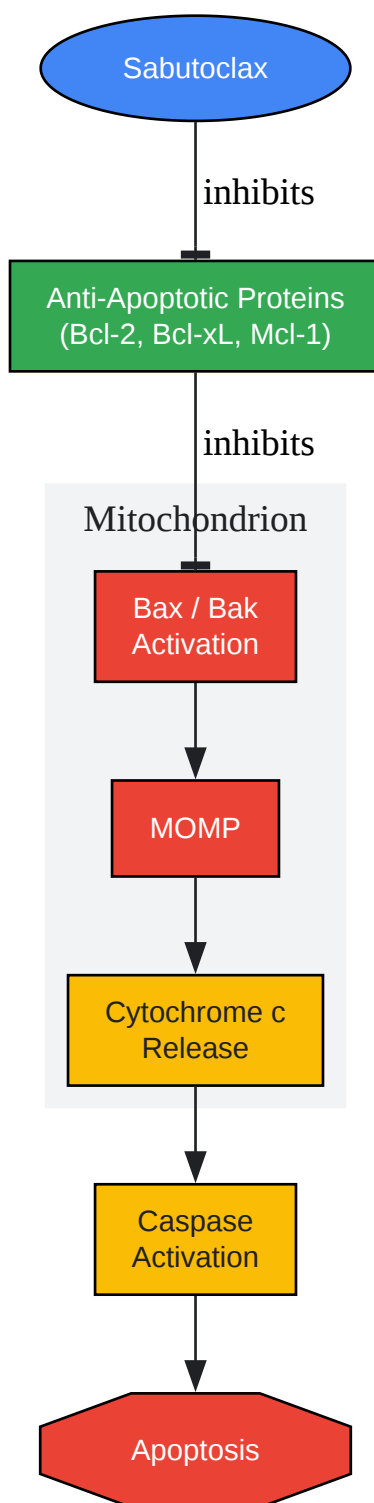 Sabutoclax
inhibits
Anti-Apoptotic Proteins
(Bcl-2, Bcl-xL, Mcl-1)
inhibits
Mitochondrion
Bax / Bak
Activation
MOMP
Cytochrome c
Release
Caspase
Activation
Apoptosis